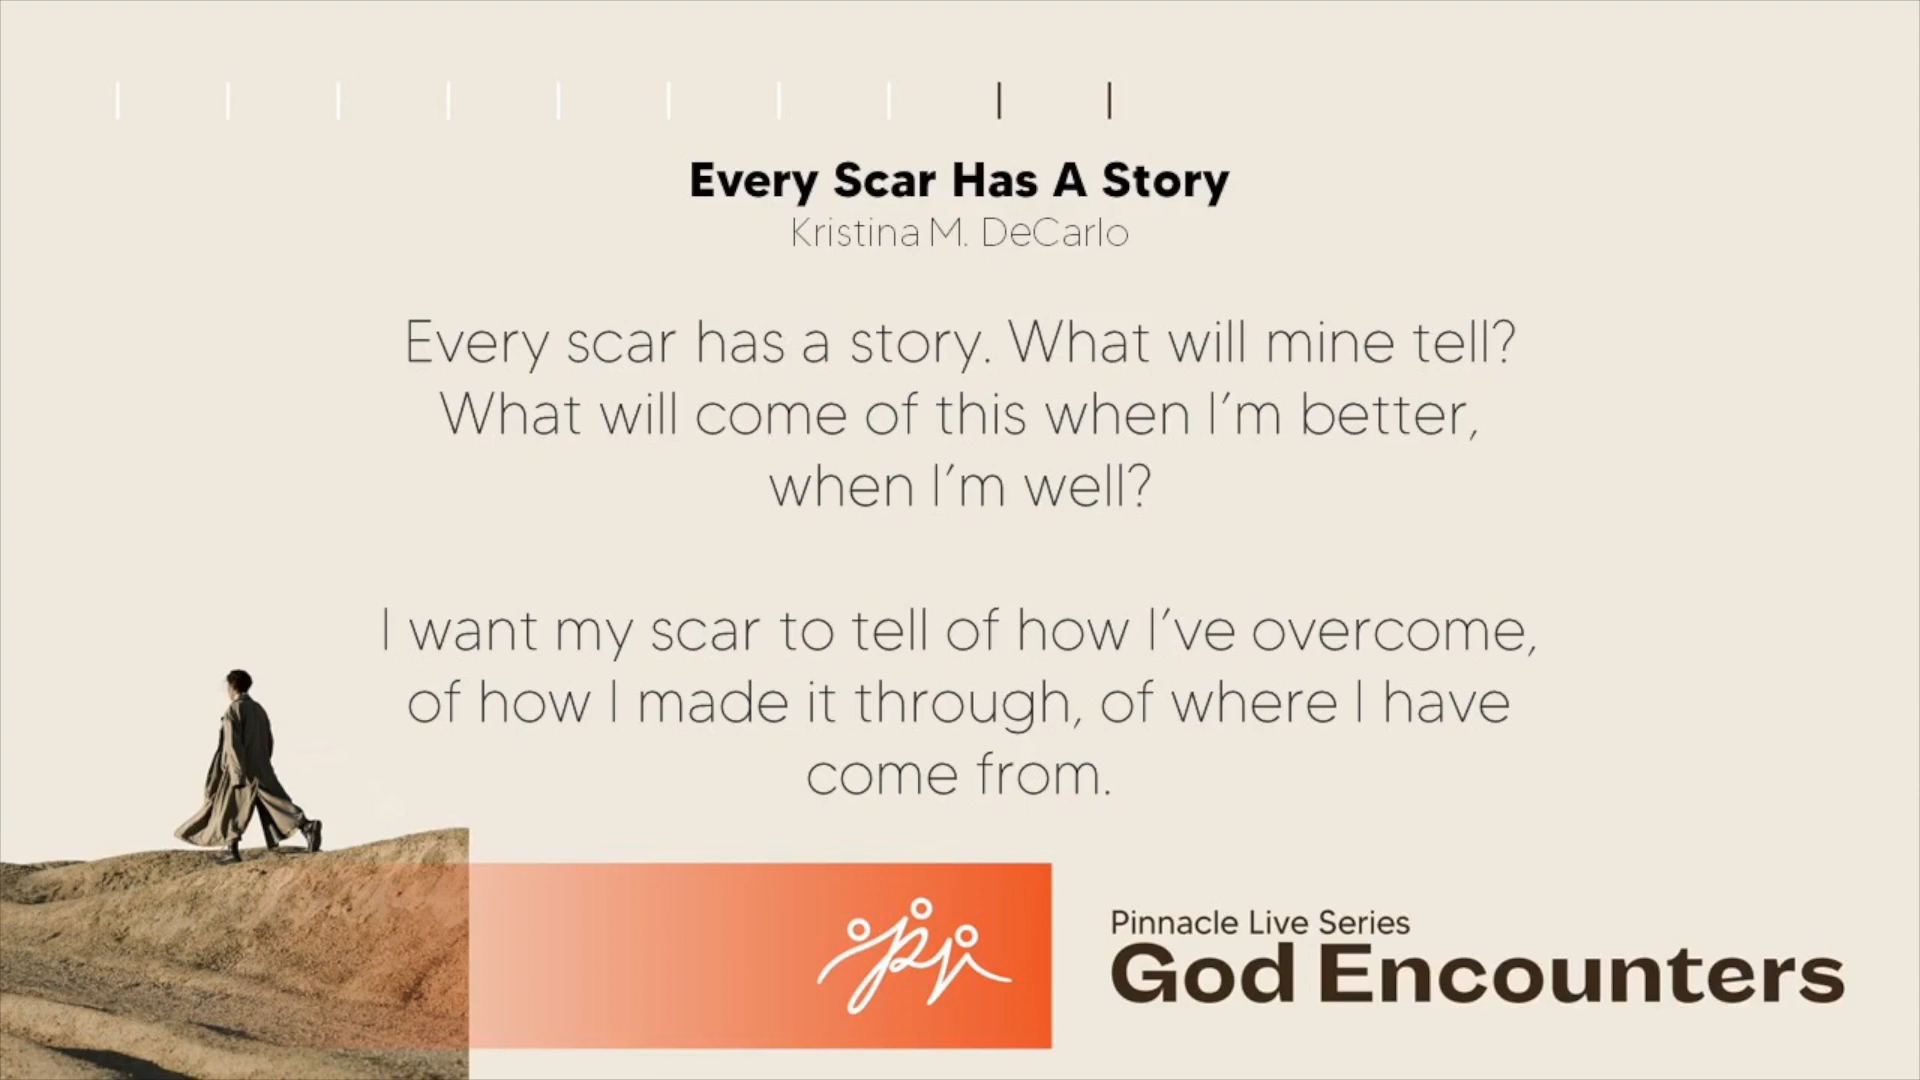 Every Scar Has A Story
Kristina M. DeCarlo
Every scar has a story. What will mine tell?
What will come of this when I'm better,
when I'm well?
I want my scar to tell of how I've overcome,
of how I made it through, of where I have
come from.
Pinnacle Live Series
God Encounters